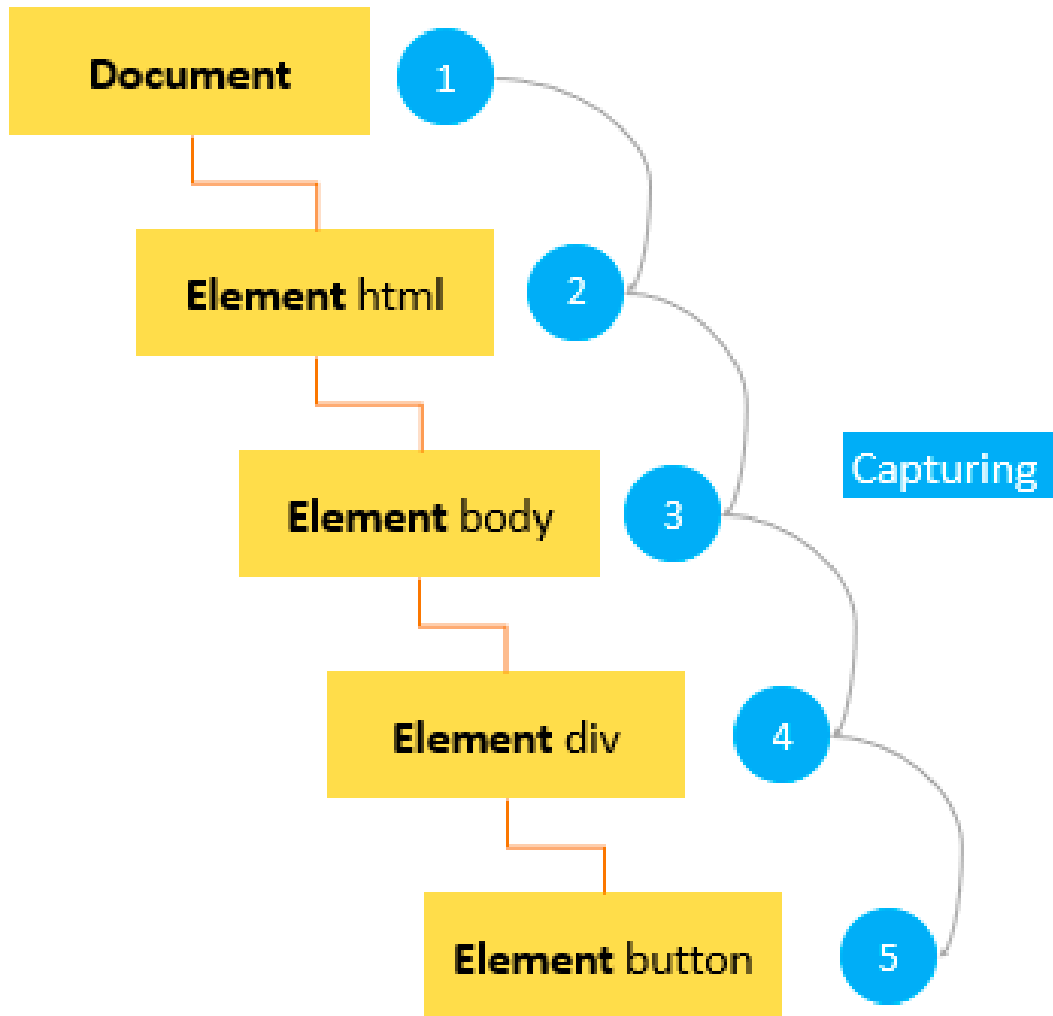 Document
1
Element html
2
Element body
3
Capturing
Element div
4
Element button
5